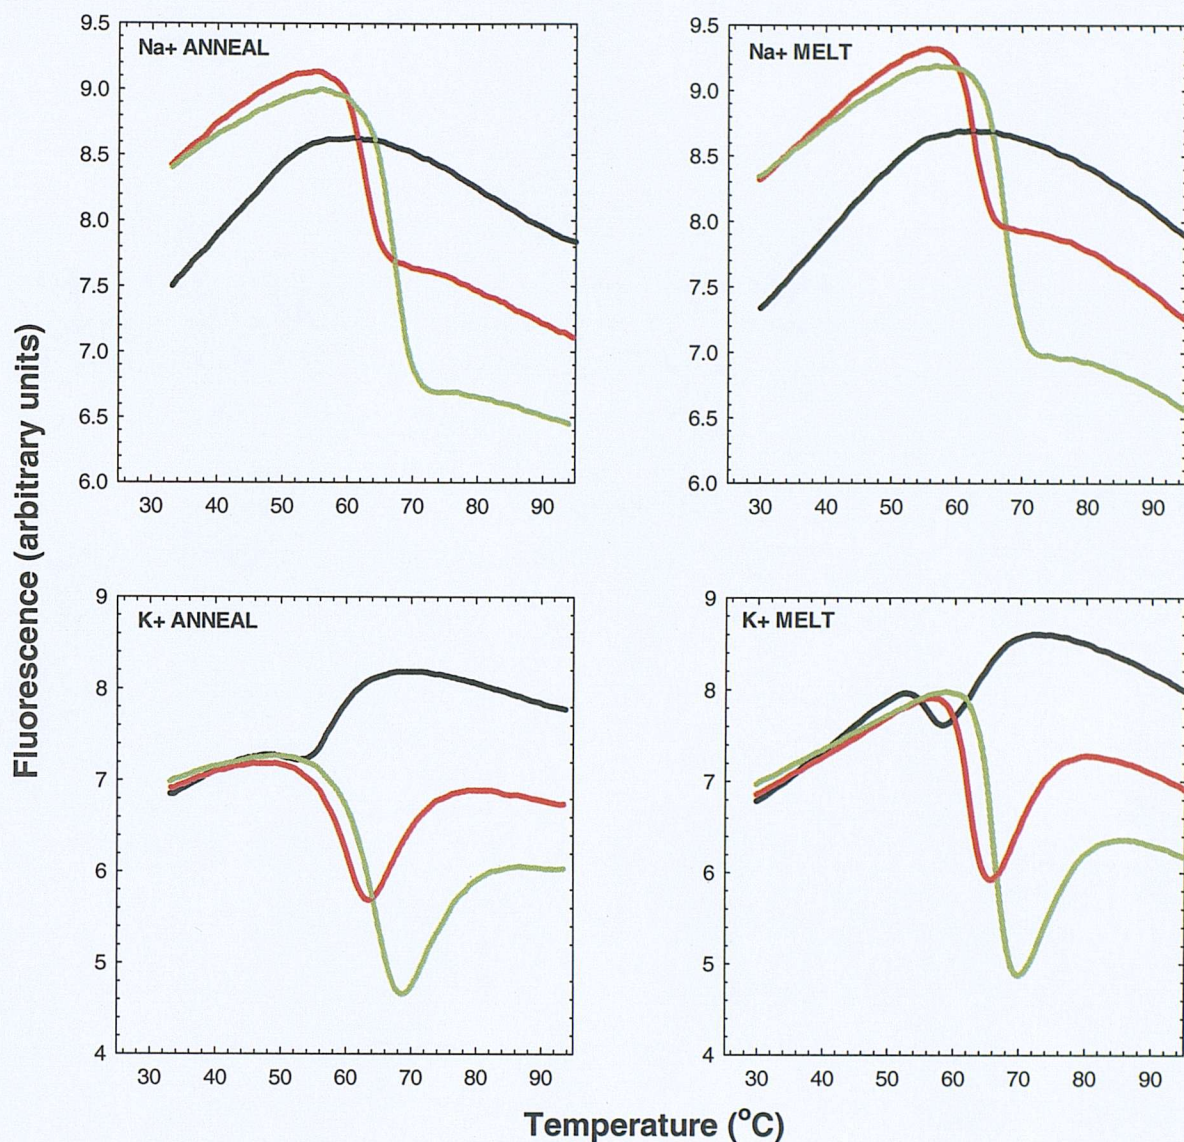 Fluorescence (arbitrary units)
Na+ ANNEAL
9.5
9.0
8.5
8.0
7.5
7.0
6.5
6.0
30 40 50 60 70 80 90
Na+ MELT
9.5
9.0
8.5
8.0
7.5
7.0
6.5
6.0
30 40 50 60 70 80 90
K+ ANNEAL
9
8
7
6
5
4
30 40 50 60 70 80 90
K+ MELT
9
8
7
6
5
4
30 40 50 60 70 80 90
Temperature (°C)